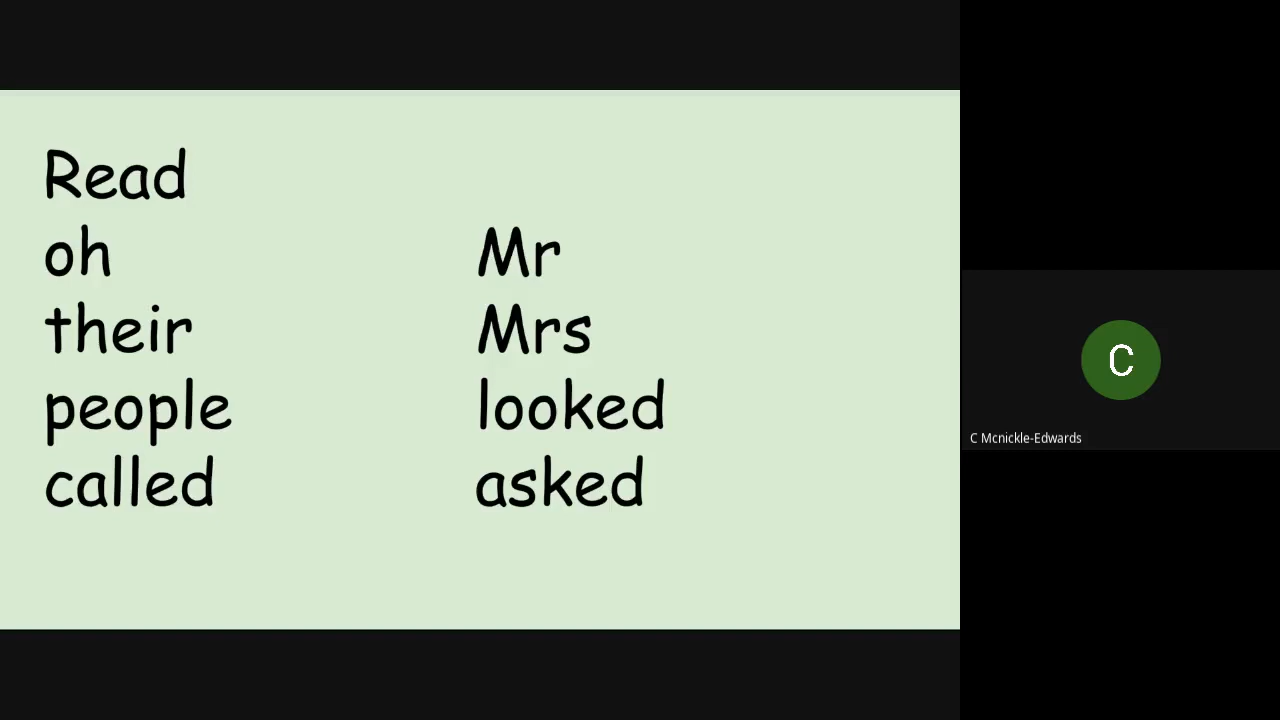 Read
oh
their
people
called
Mr
Mrs
looked
asked
C
C Mcnickle-Edwards